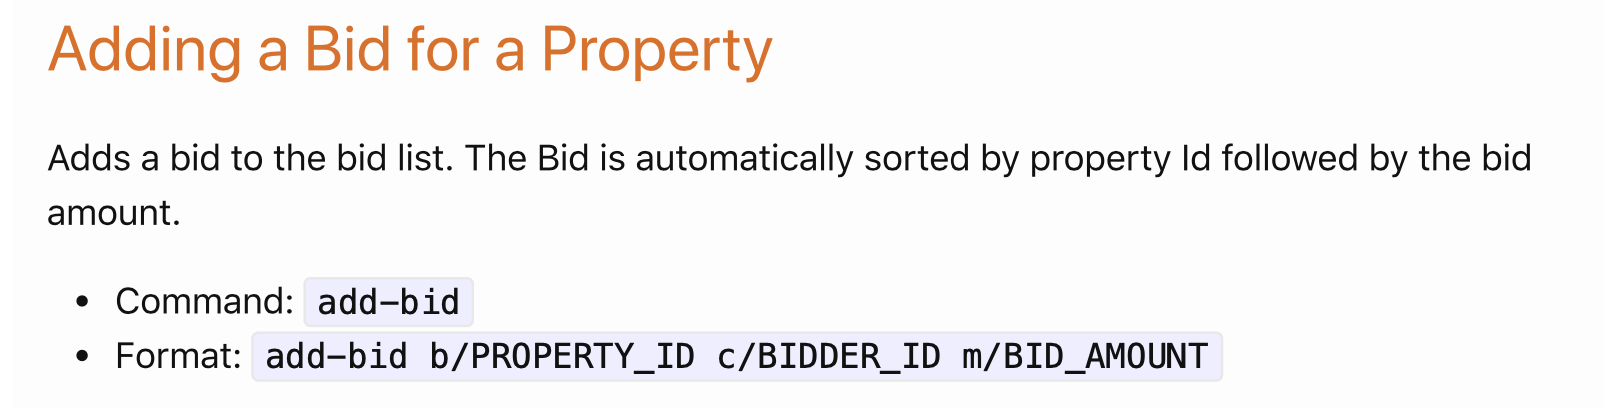 Adding a Bid for a Property
Adds a bid to the bid list. The Bid is automatically sorted by property Id followed by the bid
amount.
• Command: add-bid
• Format: add-bid b/PROPERTY_ID c/BIDDER_ID m/BID_AMOUNT